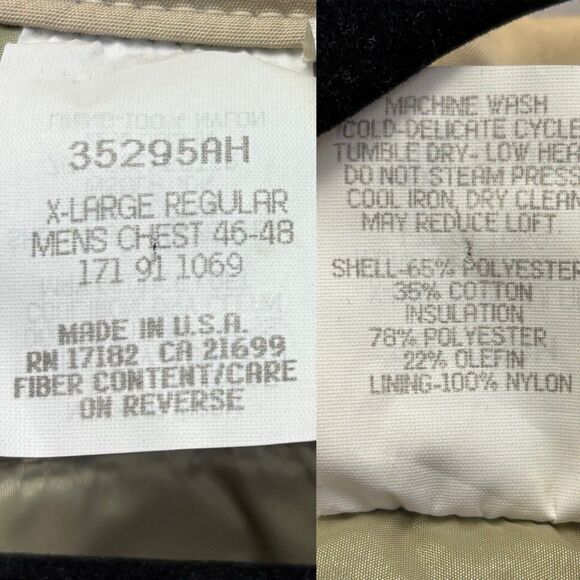 35295AH
X-LARGE REGULAR
MENS CHEST 46-48
171 91 1069
MADE IN U.S.A.
RN 17182 CA 21699
FIBER CONTENT/CARE
ON REVERSE
MACHINE WASH
COLD-DELICATE CYCLE
TUMBLE DRY- LOW HEA
DO NOT STEAM PRESS
COOL IRON, DRY CLEAN
MAY REDUCE LOFT
SHELL-65% POLYESTER
35% COTTON
INSULATION
78% POLYESTER
22% OLEFIN
LINING-100% NYLON